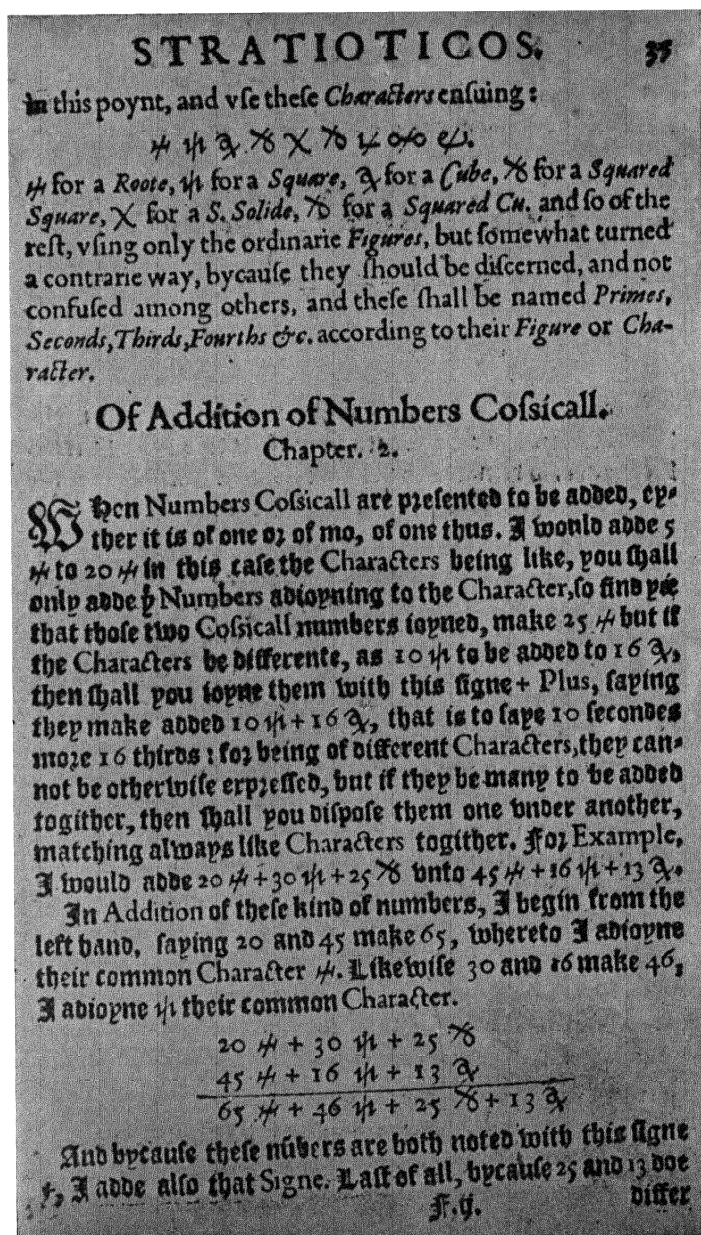 STRATIOTICOS. 35
in this poynt, and vſe theſe Characters enſuing:
for a Roote, for a Square, for a Cube, for a Squared
Square, for a S. Solide, for a Squared Cu. and ſo of the
reſt, vſing only the ordinarie Figures, but ſomewhat turned
a contrarie way, bycauſe they ſhould be diſcerned, and not
confuſed among others, and theſe ſhall be named Primes,
Seconds, Thirds, Fourths &c. according to their Figure or Cha-
racter.
Of Addition of Numbers Coſsicall.
Chapter. 2.
WHen Numbers Coſsicall are preſented to be added, ey-
ther it is of one or of mo, of one thus. I would adde 5
to 20 in this caſe the Characters being like, you ſhall
only adde yͤ Numbers adioyning to the Character, ſo find yée
that thoſe two Coſsicall numbers ioyned, make 25 but if
the Characters be differente, as 10 to be added to 16
then ſhall you ioyne them with this ſigne + Plus, ſaying
they make added 10 + 16 , that is to ſaye 10 ſecondes
more 16 thirds: for being of different Characters, they can-
not be otherwiſe expreſſed, but if they be many to be added
togither, then ſhall you diſpoſe them one vnder another,
matching always like Characters togither. For Example,
I would adde 20 + 30 + 25 vnto 45 + 16 + 13 .
In Addition of theſe kind of numbers, I begin from the
left hand, ſaying 20 and 45 make 65, whereto I adioyne
their common Character . Likewiſe 30 and 16 make 46,
I adioyne their common Character.
20 + 30 + 25
45 + 16 + 13
65 + 46 + 25 + 13
And bycauſe theſe nũbers are both noted with this ſigne
+, I adde alſo that Signe. Laſt of all, bycauſe 25 and 13 doe
F.ij. differ